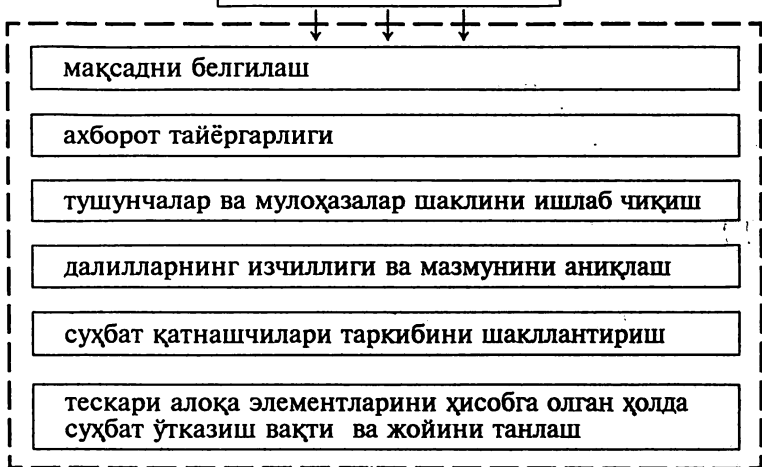 мақсадни белгилаш
ахборот тайёргарлиги
тушунчалар ва мулоҳазалар шаклини ишлаб чиқиш
далилларнинг изчиллиги ва мазмунини аниқлаш
суҳбат қатнашчилари таркибини шакллантириш
тескари алоқа элементларини ҳисобга олган ҳолда
суҳбат ўтказиш вақти ва жойини танлаш